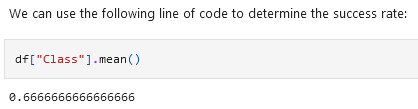 We can use the following line of code to determine the success rate:
df["Class"].mean()
0.6666666666666666